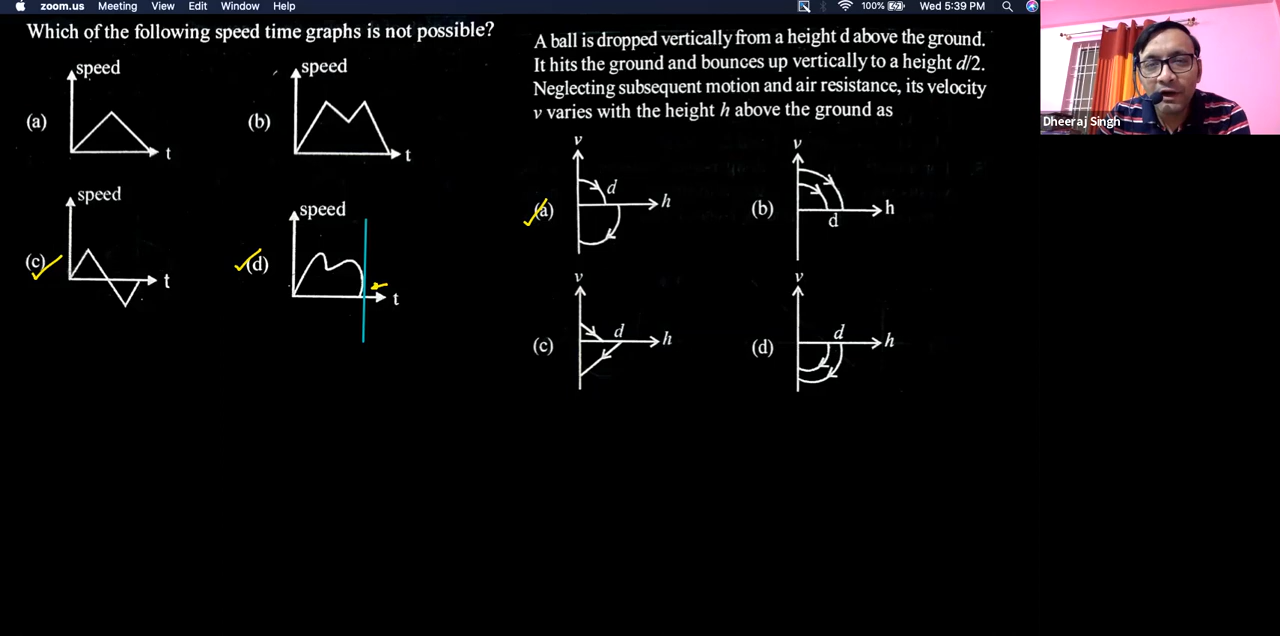 zoom.us Meeting View Edit Window Help 100% Wed 5:39 PM
Which of the following speed time graphs is not possible?
speed
(a)
t
speed
(b)
t
speed
(c)
t
speed
(d)
t
A ball is dropped vertically from a height d above the ground.
It hits the ground and bounces up vertically to a height d/2.
Neglecting subsequent motion and air resistance, its velocity
v varies with the height h above the ground as
v
(a)
d
h
v
(b)
d
h
v
(c)
d
h
v
(d)
d
h
Dheeraj Singh